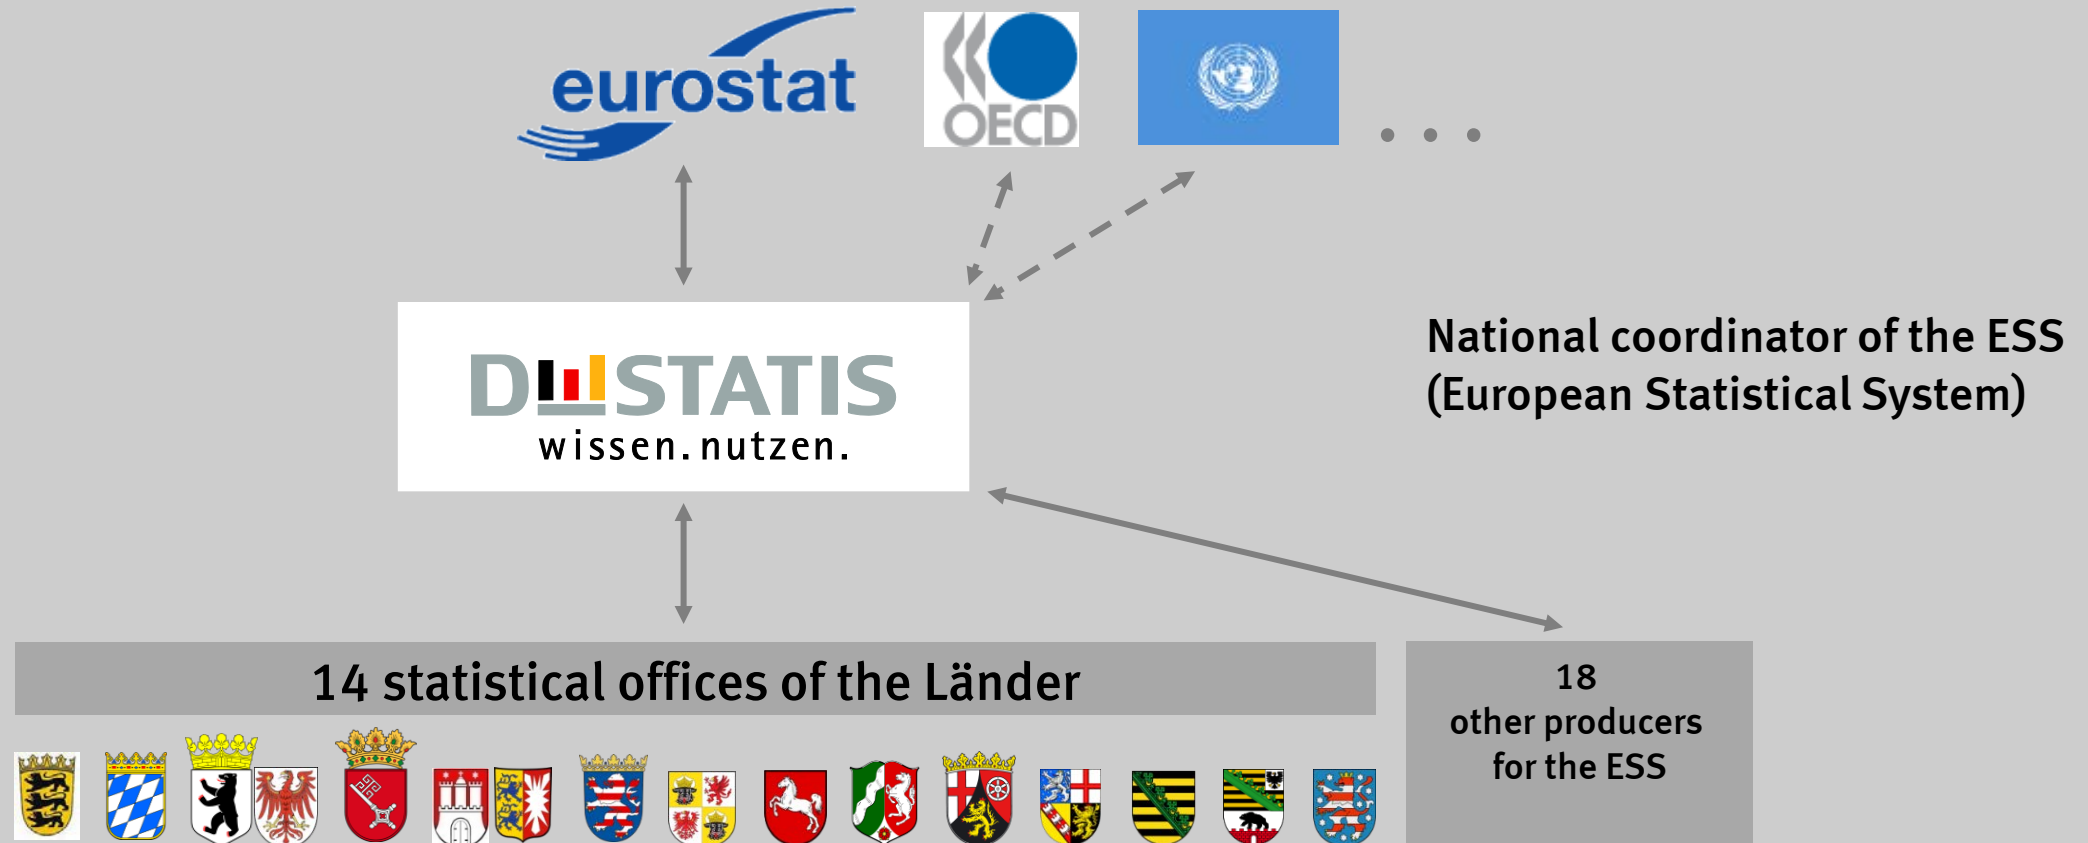 eurostat
OECD
. . .
National coordinator of the ESS
(European Statistical System)
DESTATIS
wissen.nutzen.
14 statistical offices of the Länder
18
other producers
for the ESS